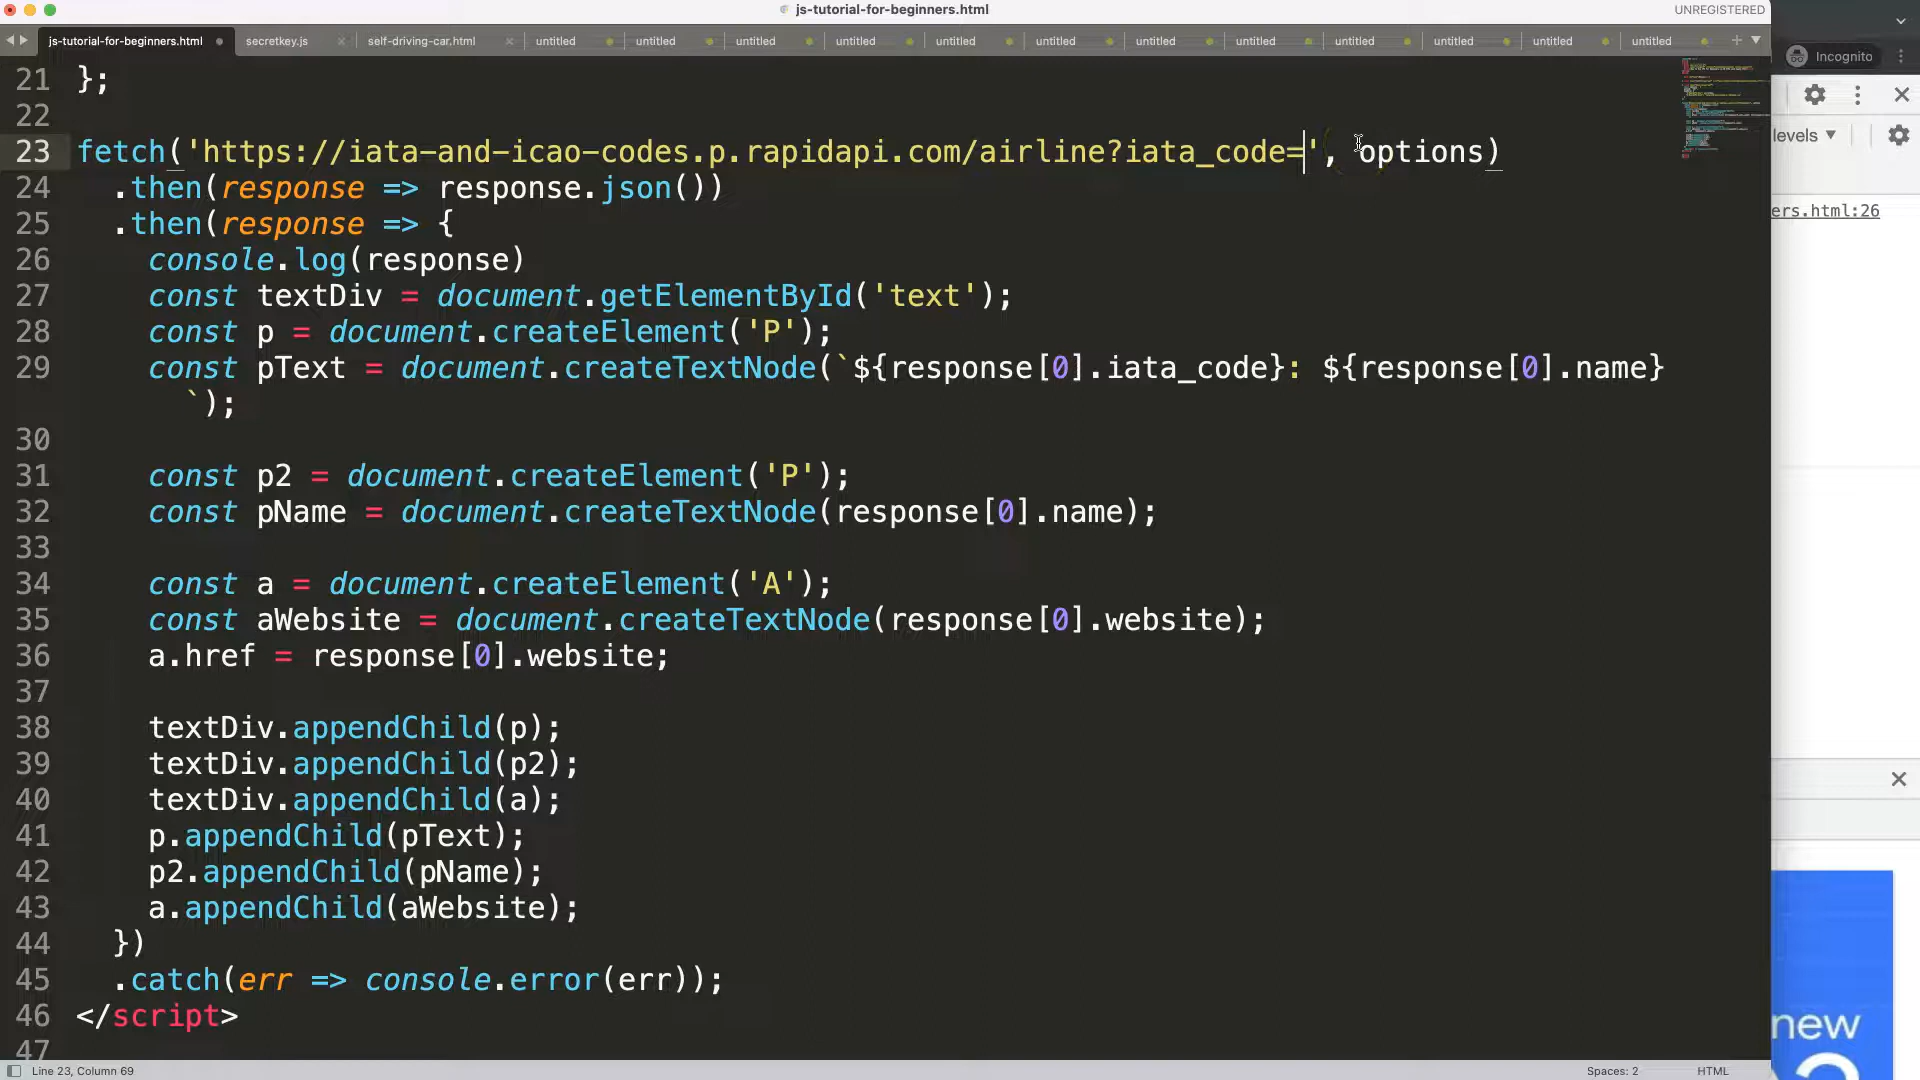 js-tutorial-for-beginners.html
UNREGISTERED
js-tutorial-for-beginners.html
secretkey.js
self-driving-car.html
untitled
untitled
untitled
untitled
untitled
untitled
untitled
untitled
untitled
untitled
untitled
untitled
Incognito
21 };
22
23 fetch('https://iata-and-icao-codes.p.rapidapi.com/airline?iata_code=', options)
24 .then(response => response.json())
25 .then(response => {
26 console.log(response)
27 const textDiv = document.getElementById('text');
28 const p = document.createElement('P');
29 const pText = document.createTextNode(`${response[0].iata_code}: ${response[0].name}
`);
30
31 const p2 = document.createElement('P');
32 const pName = document.createTextNode(response[0].name);
33
34 const a = document.createElement('A');
35 const aWebsite = document.createTextNode(response[0].website);
36 a.href = response[0].website;
37
38 textDiv.appendChild(p);
39 textDiv.appendChild(p2);
40 textDiv.appendChild(a);
41 p.appendChild(pText);
42 p2.appendChild(pName);
43 a.appendChild(aWebsite);
44 })
45 .catch(err => console.error(err));
46 </script>
47
levels
ers.html:26
new
Line 23, Column 69
Spaces: 2
HTML